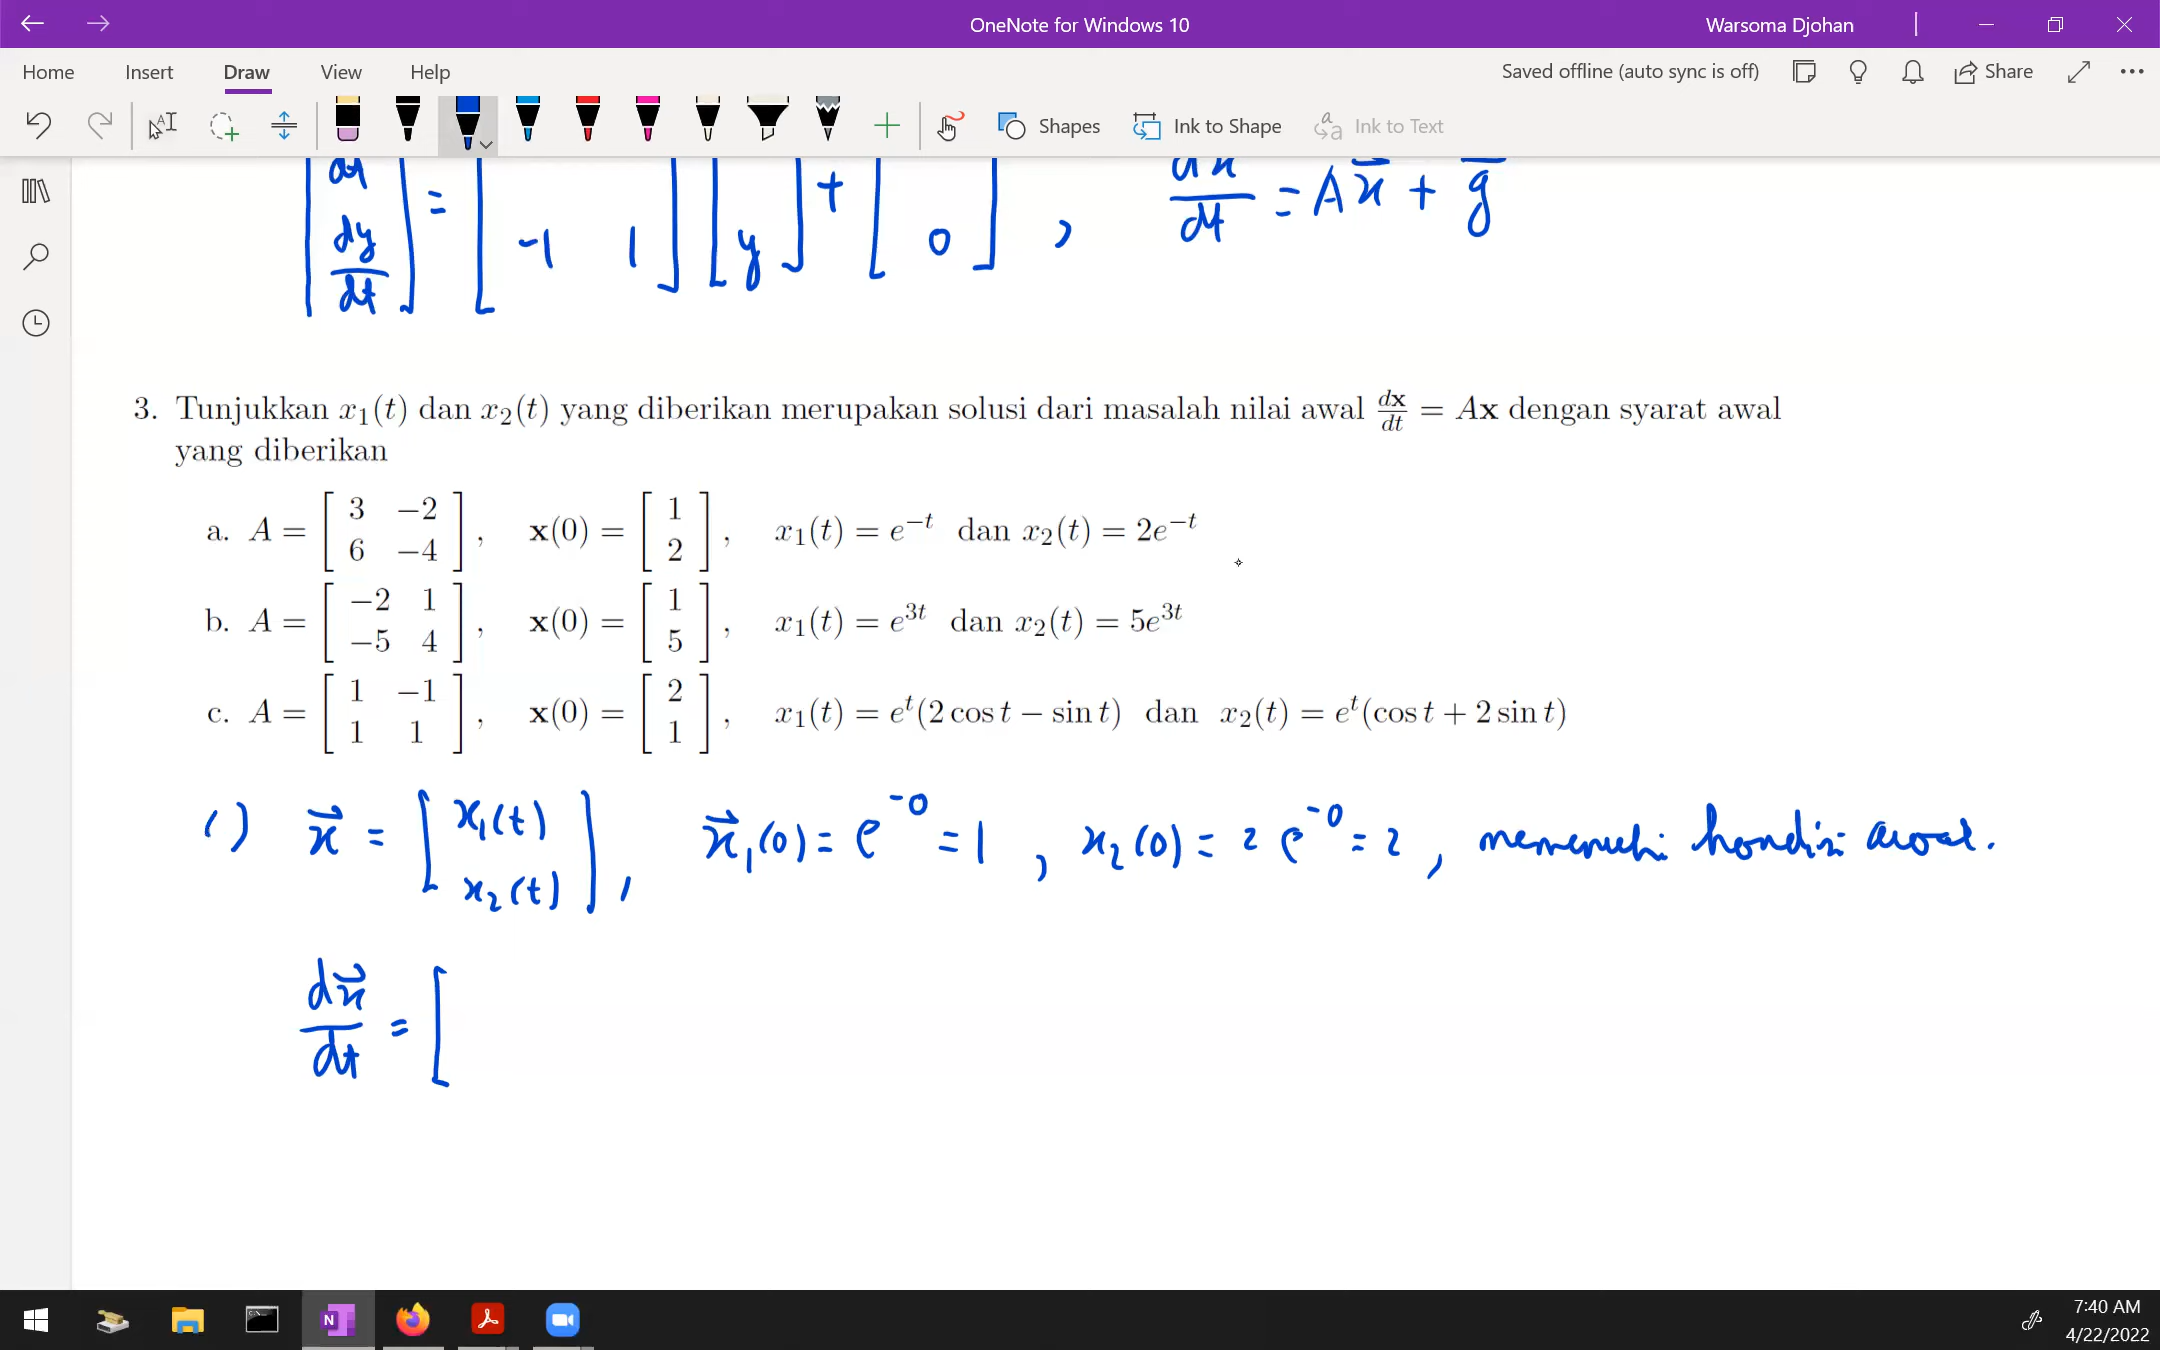 OneNote for Windows 10
Warsoma Djohan
Home Insert Draw View Help
Saved offline (auto sync is off) Share
Shapes Ink to Shape Ink to Text
dy/dt = [ -1 1 ] [ y ] + [ 0 ] , dx/dt = Ax⃗ + g
3. Tunjukkan x₁(t) dan x₂(t) yang diberikan merupakan solusi dari masalah nilai awal dx/dt = Ax dengan syarat awal
yang diberikan
a. A = [ 3 −2 ; 6 −4 ], x(0) = [ 1 ; 2 ], x₁(t) = e⁻ᵗ dan x₂(t) = 2e⁻ᵗ
b. A = [ −2 1 ; −5 4 ], x(0) = [ 1 ; 5 ], x₁(t) = e³ᵗ dan x₂(t) = 5e³ᵗ
c. A = [ 1 −1 ; 1 1 ], x(0) = [ 2 ; 1 ], x₁(t) = eᵗ(2 cos t − sin t) dan x₂(t) = eᵗ(cos t + 2 sin t)
( ) x⃗ = [ x₁(t) ; x₂(t) ], x⃗₁(0) = e⁻⁰ = 1 , x₂(0) = 2 e⁻⁰ = 2 , memenuhi kondisi awal.
dx⃗/dt = [
7:40 AM
4/22/2022